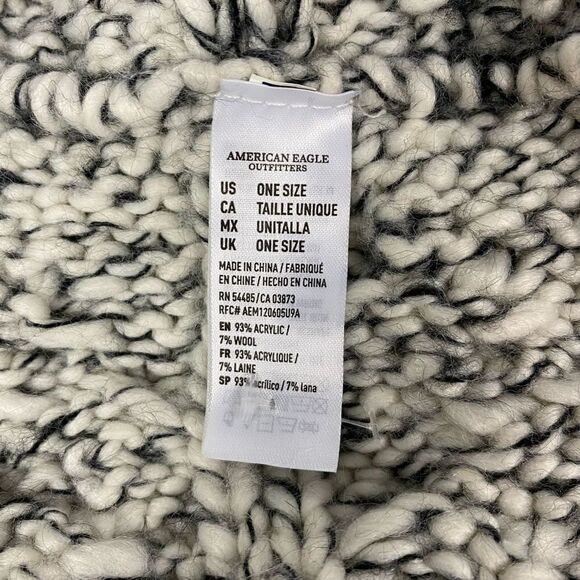 AMERICAN EAGLE
OUTFITTERS
US ONE SIZE
CA TAILLE UNIQUE
MX UNITALLA
UK ONE SIZE
MADE IN CHINA / FABRIQUÉ
EN CHINE / HECHO EN CHINA
RN 54485/CA 03873
RFC# AEM120605U9A
EN 93% ACRYLIC /
7% WOOL
FR 93% ACRYLIQUE /
7% LAINE
SP 93% acrílico / 7% lana